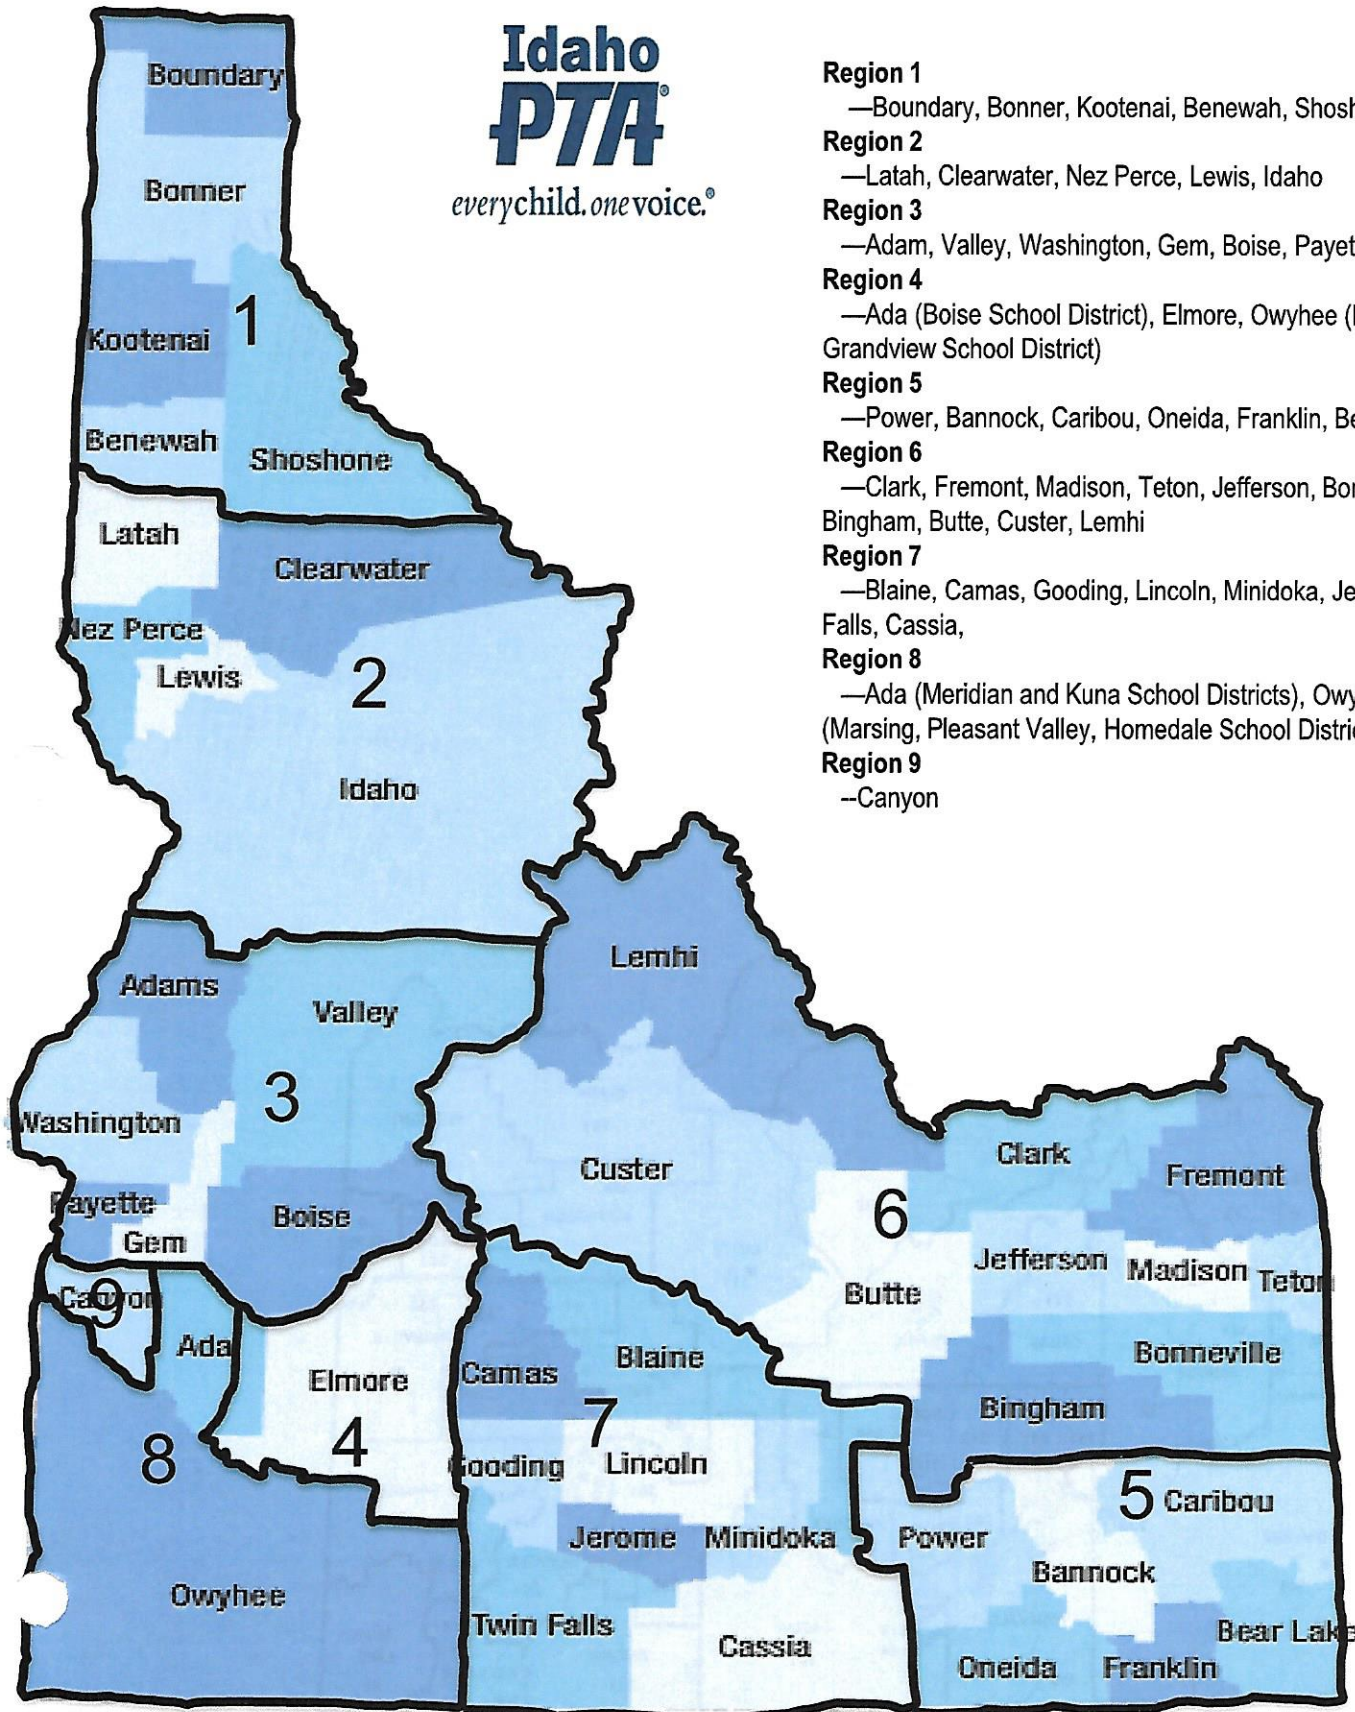 Idaho
PTA®
everychild.onevoice.®
Region 1
—Boundary, Bonner, Kootenai, Benewah, Shosh
Region 2
—Latah, Clearwater, Nez Perce, Lewis, Idaho
Region 3
—Adam, Valley, Washington, Gem, Boise, Payet
Region 4
—Ada (Boise School District), Elmore, Owyhee (
Grandview School District)
Region 5
—Power, Bannock, Caribou, Oneida, Franklin, Be
Region 6
—Clark, Fremont, Madison, Teton, Jefferson, Bon
Bingham, Butte, Custer, Lemhi
Region 7
—Blaine, Camas, Gooding, Lincoln, Minidoka, Je
Falls, Cassia,
Region 8
—Ada (Meridian and Kuna School Districts), Owy
(Marsing, Pleasant Valley, Homedale School Distric
Region 9
--Canyon
Boundary
Bonner
1
Kootenai
Benewah
Shoshone
Latah
Clearwater
Nez Perce
Lewis
2
Idaho
Lemhi
Adams
Valley
3
Washington
Custer
Clark
Fremont
Payette
Boise
6
Gem
Jefferson
Madison
Teton
Canyon
9
Butte
Ada
Blaine
Bonneville
Elmore
Camas
Bingham
7
4
8
Gooding
Lincoln
5
Caribou
Jerome
Minidoka
Power
Bannock
Owyhee
Twin Falls
Cassia
Bear Lake
Oneida
Franklin